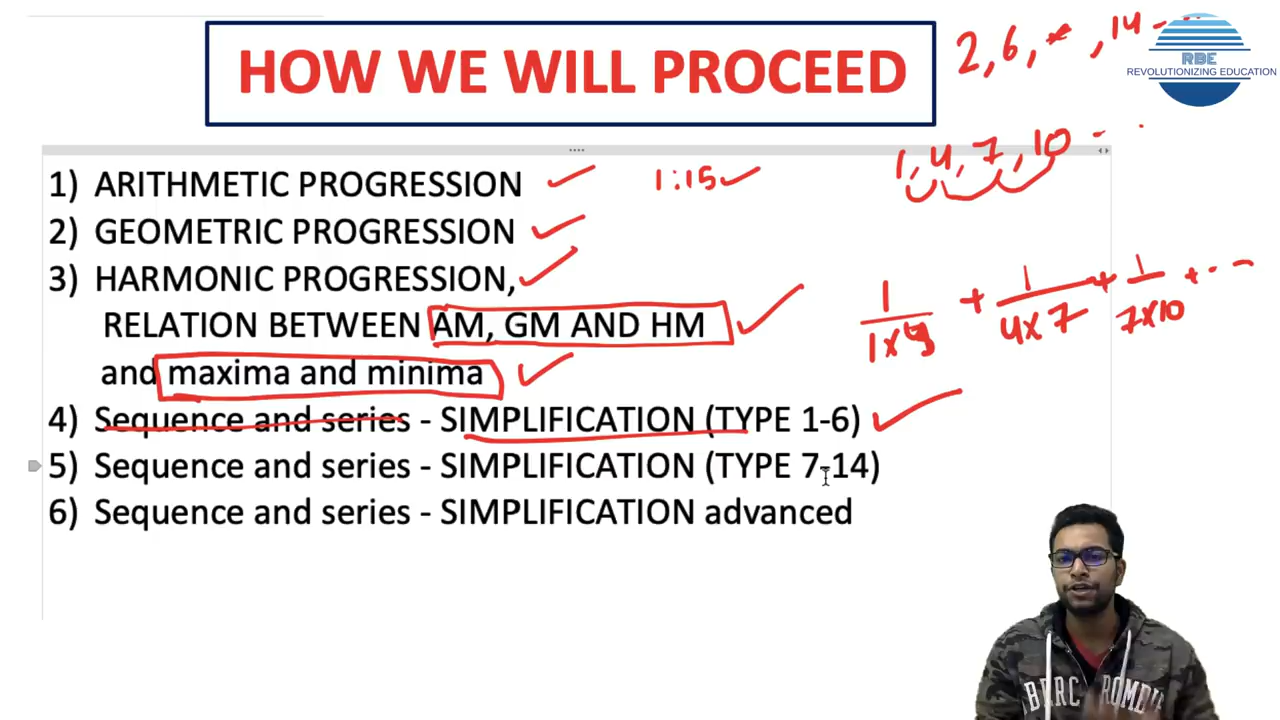 HOW WE WILL PROCEED
2, 6, *, 14 - -
RBE
REVOLUTIONIZING EDUCATION
1, 4, 7, 10 - -
1) ARITHMETIC PROGRESSION
1:15
2) GEOMETRIC PROGRESSION
3) HARMONIC PROGRESSION,
RELATION BETWEEN AM, GM AND HM
and maxima and minima
1/1×4 + 1/4×7 + 1/7×10 + - - -
4) Sequence and series - SIMPLIFICATION (TYPE 1-6)
5) Sequence and series - SIMPLIFICATION (TYPE 7-14)
6) Sequence and series - SIMPLIFICATION advanced